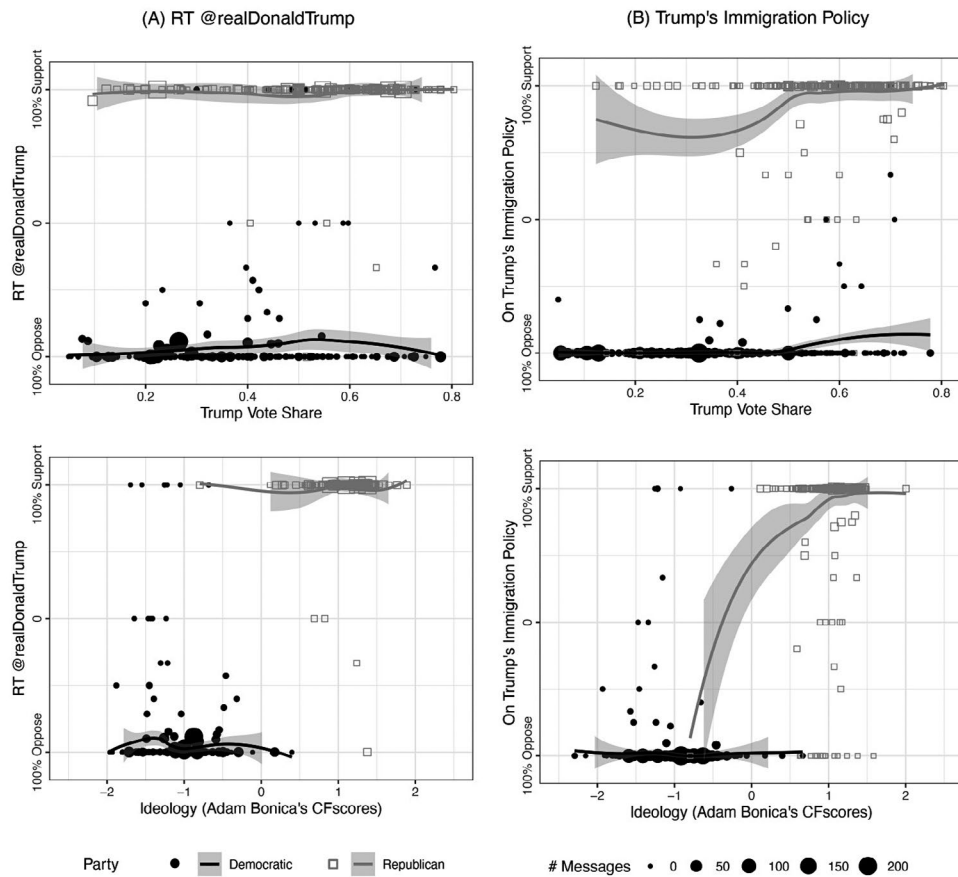 (A) RT @realDonaldTrump
(B) Trump's Immigration Policy
RT @realDonaldTrump
100% Support
0
100% Oppose
0.2 0.4 0.6 0.8
Trump Vote Share
On Trump's Immigration Policy
100% Support
0
100% Oppose
0.2 0.4 0.6 0.8
Trump Vote Share
RT @realDonaldTrump
100% Support
0
100% Oppose
−2 −1 0 1 2
Ideology (Adam Bonica's CFscores)
On Trump's Immigration Policy
100% Support
0
100% Oppose
−2 −1 0 1 2
Ideology (Adam Bonica's CFscores)
Party Democratic Republican
# Messages 0 50 100 150 200